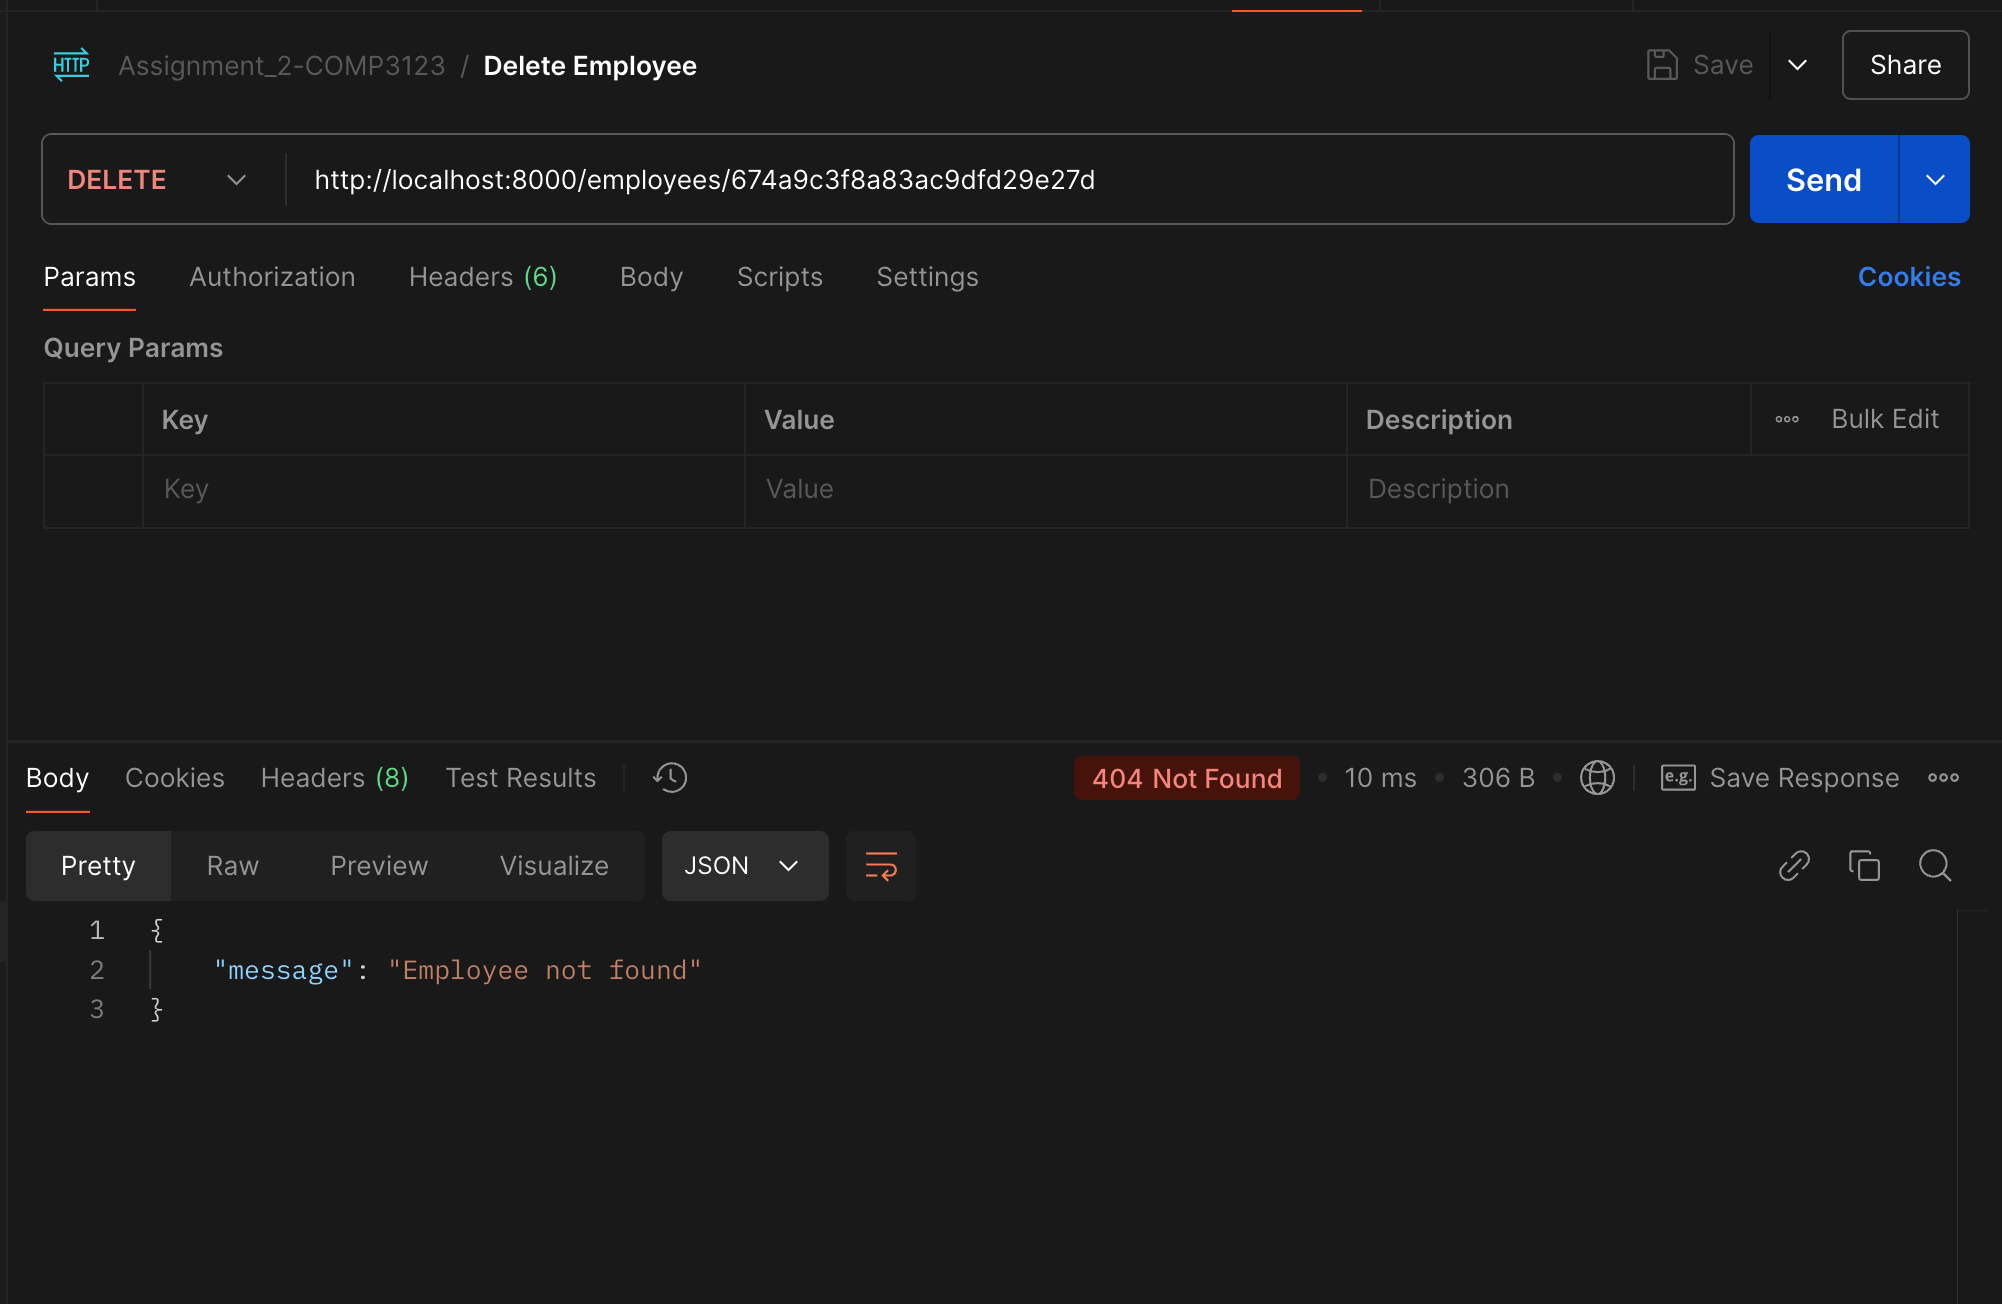 HTTP Assignment_2-COMP3123 / Delete Employee Save Share
DELETE http://localhost:8000/employees/674a9c3f8a83ac9dfd29e27d Send
Params Authorization Headers (6) Body Scripts Settings Cookies
Query Params
Key Value Description Bulk Edit
Key Value Description
Body Cookies Headers (8) Test Results 404 Not Found • 10 ms • 306 B • e.g. Save Response
Pretty Raw Preview Visualize JSON
1 {
2 "message": "Employee not found"
3 }